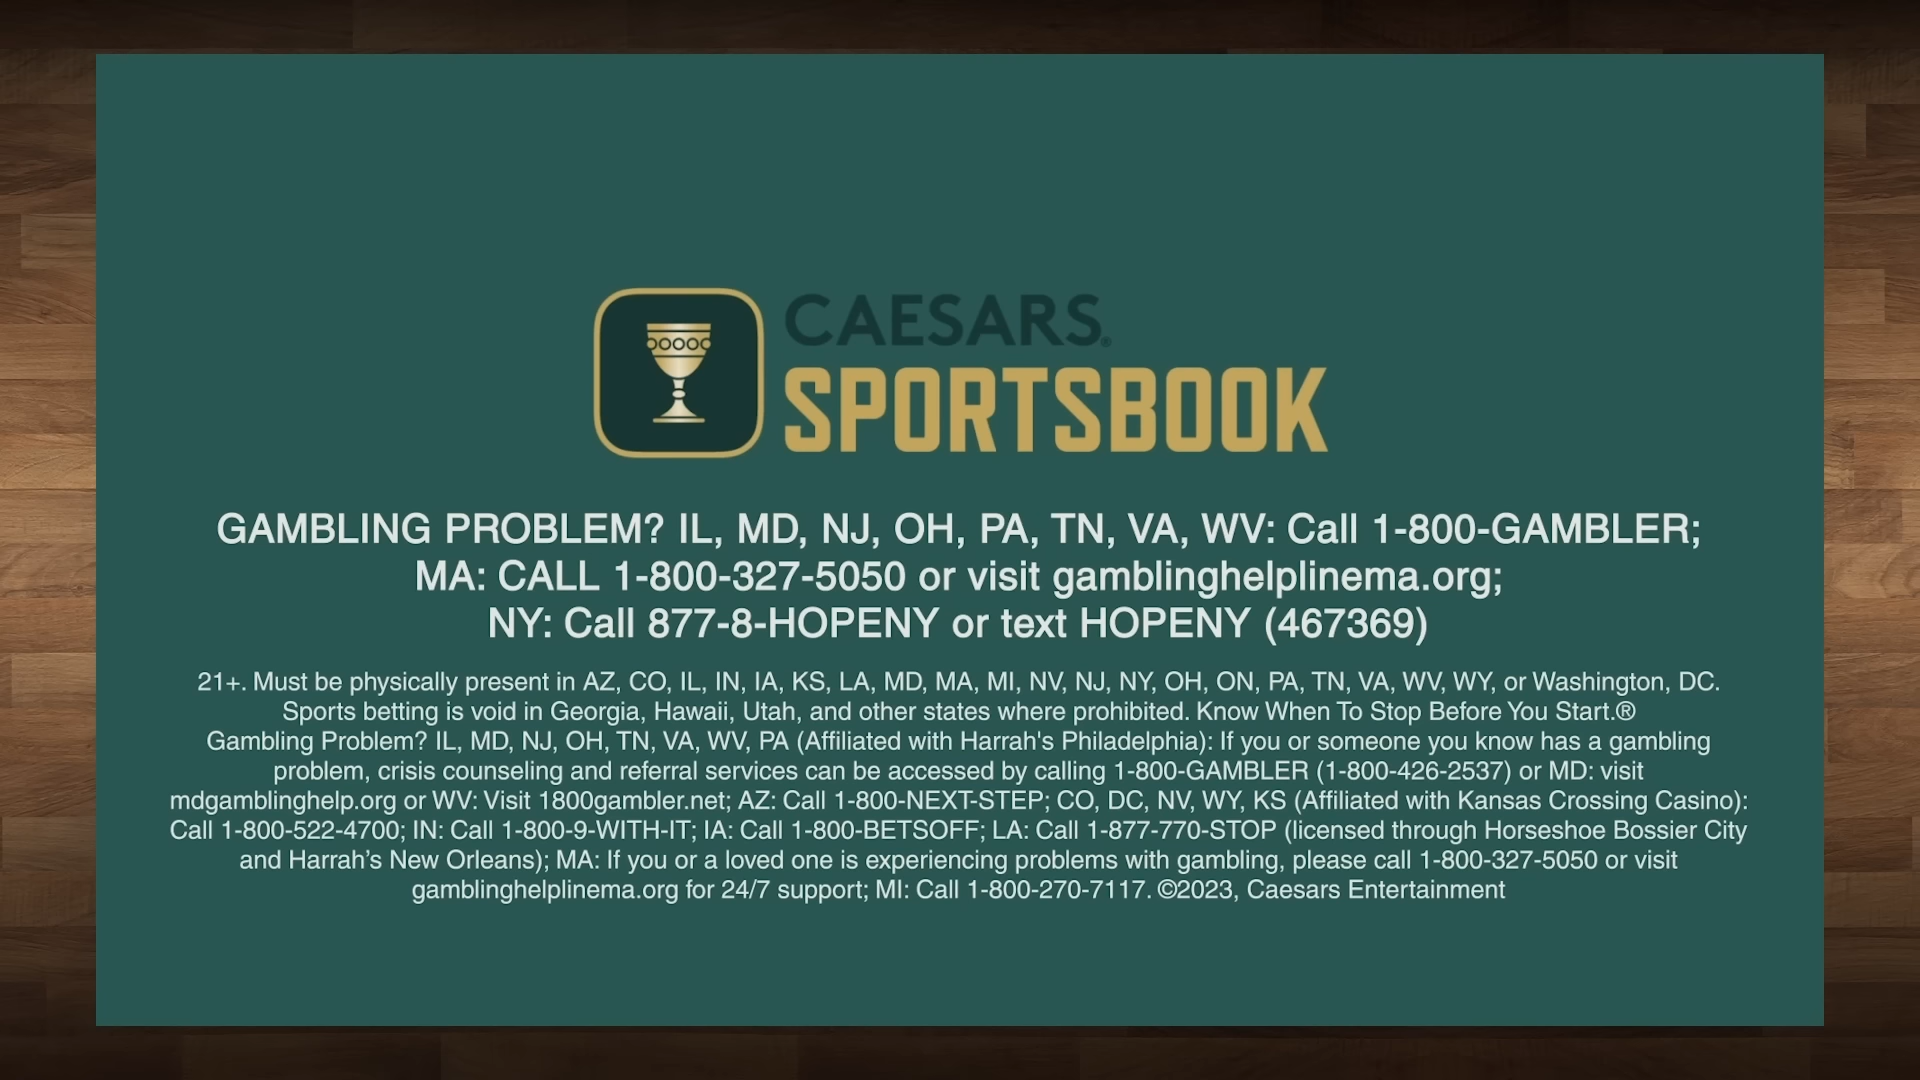 CAESARS®
SPORTSBOOK
GAMBLING PROBLEM? IL, MD, NJ, OH, PA, TN, VA, WV: Call 1-800-GAMBLER;
MA: CALL 1-800-327-5050 or visit gamblinghelplinema.org;
NY: Call 877-8-HOPENY or text HOPENY (467369)
21+. Must be physically present in AZ, CO, IL, IN, IA, KS, LA, MD, MA, MI, NV, NJ, NY, OH, ON, PA, TN, VA, WV, WY, or Washington, DC.
Sports betting is void in Georgia, Hawaii, Utah, and other states where prohibited. Know When To Stop Before You Start.®
Gambling Problem? IL, MD, NJ, OH, TN, VA, WV, PA (Affiliated with Harrah's Philadelphia): If you or someone you know has a gambling
problem, crisis counseling and referral services can be accessed by calling 1-800-GAMBLER (1-800-426-2537) or MD: visit
mdgamblinghelp.org or WV: Visit 1800gambler.net; AZ: Call 1-800-NEXT-STEP; CO, DC, NV, WY, KS (Affiliated with Kansas Crossing Casino):
Call 1-800-522-4700; IN: Call 1-800-9-WITH-IT; IA: Call 1-800-BETSOFF; LA: Call 1-877-770-STOP (licensed through Horseshoe Bossier City
and Harrah’s New Orleans); MA: If you or a loved one is experiencing problems with gambling, please call 1-800-327-5050 or visit
gamblinghelplinema.org for 24/7 support; MI: Call 1-800-270-7117. ©2023, Caesars Entertainment